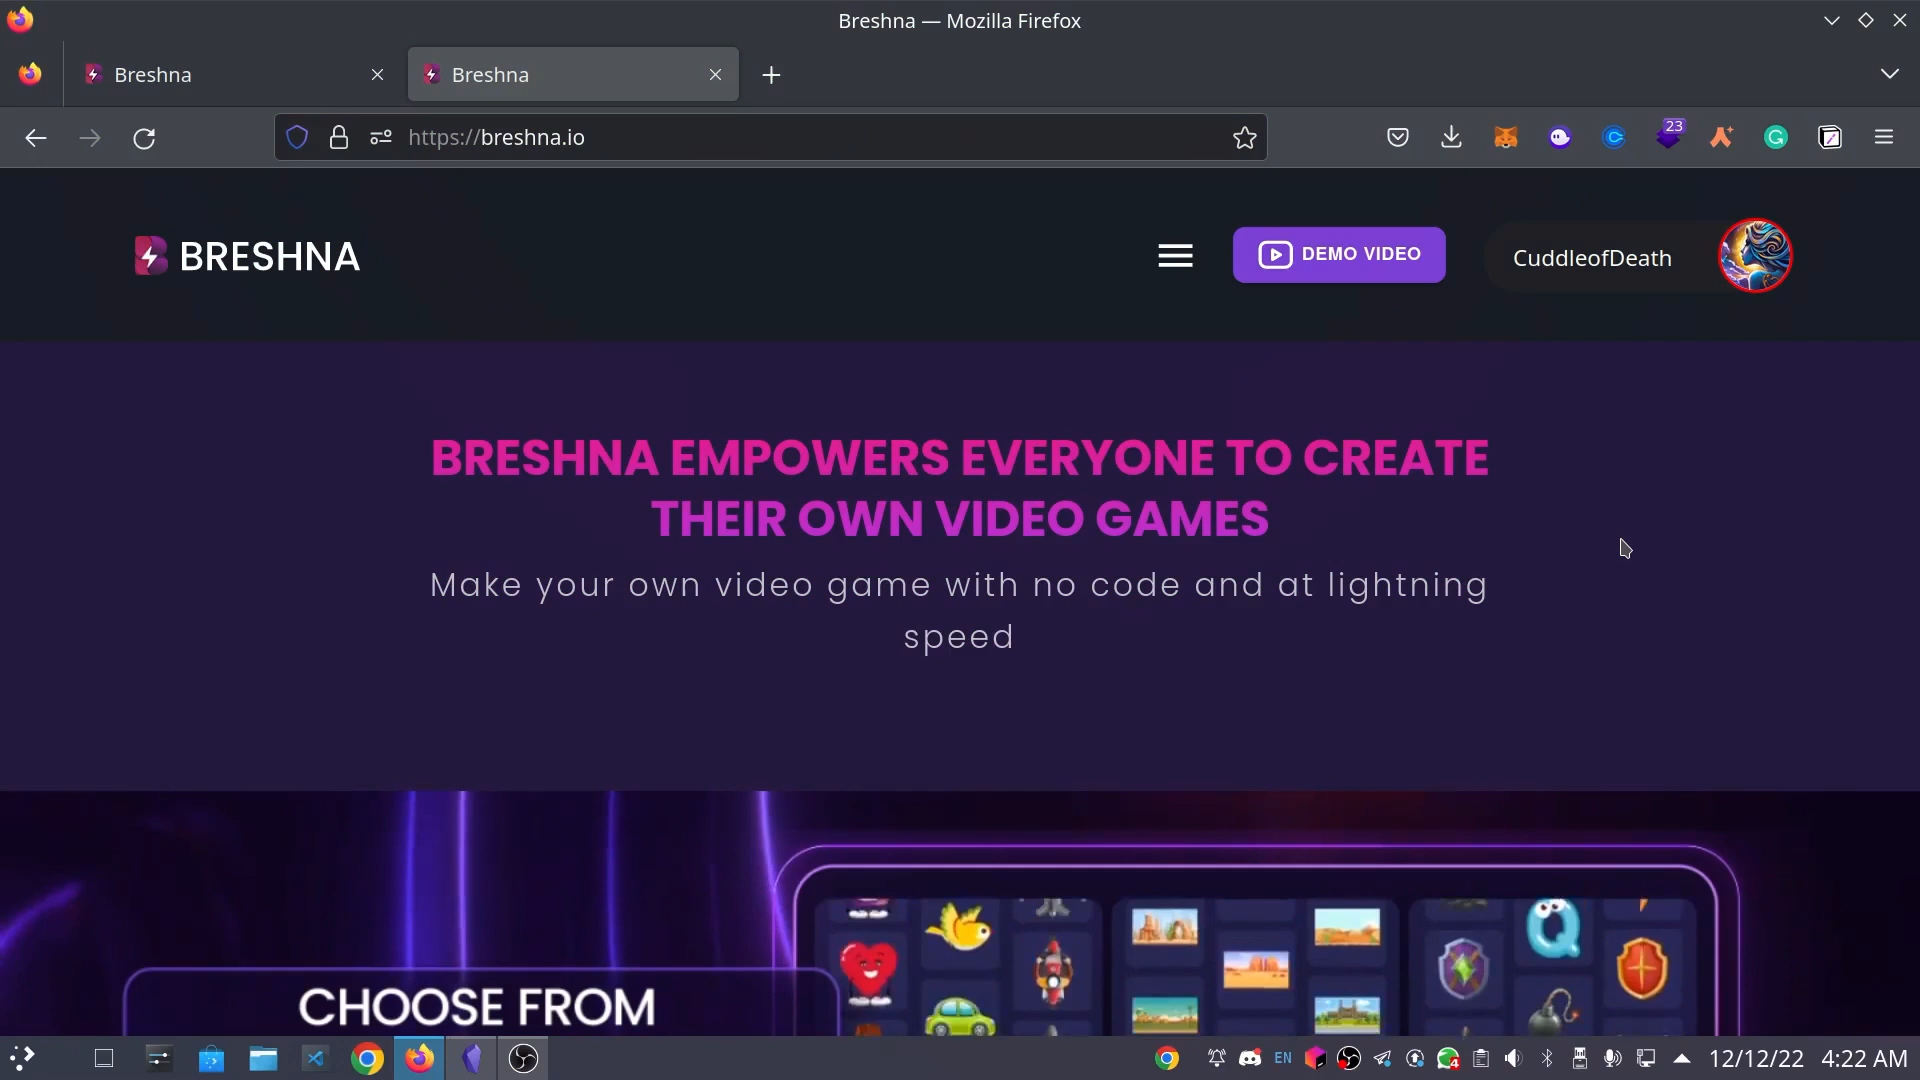 Breshna — Mozilla Firefox
Breshna
Breshna
https://breshna.io
23
BRESHNA
DEMO VIDEO
CuddleofDeath
BRESHNA EMPOWERS EVERYONE TO CREATE
THEIR OWN VIDEO GAMES
Make your own video game with no code and at lightning
speed
CHOOSE FROM
EN
4
12/12/22
4:22 AM